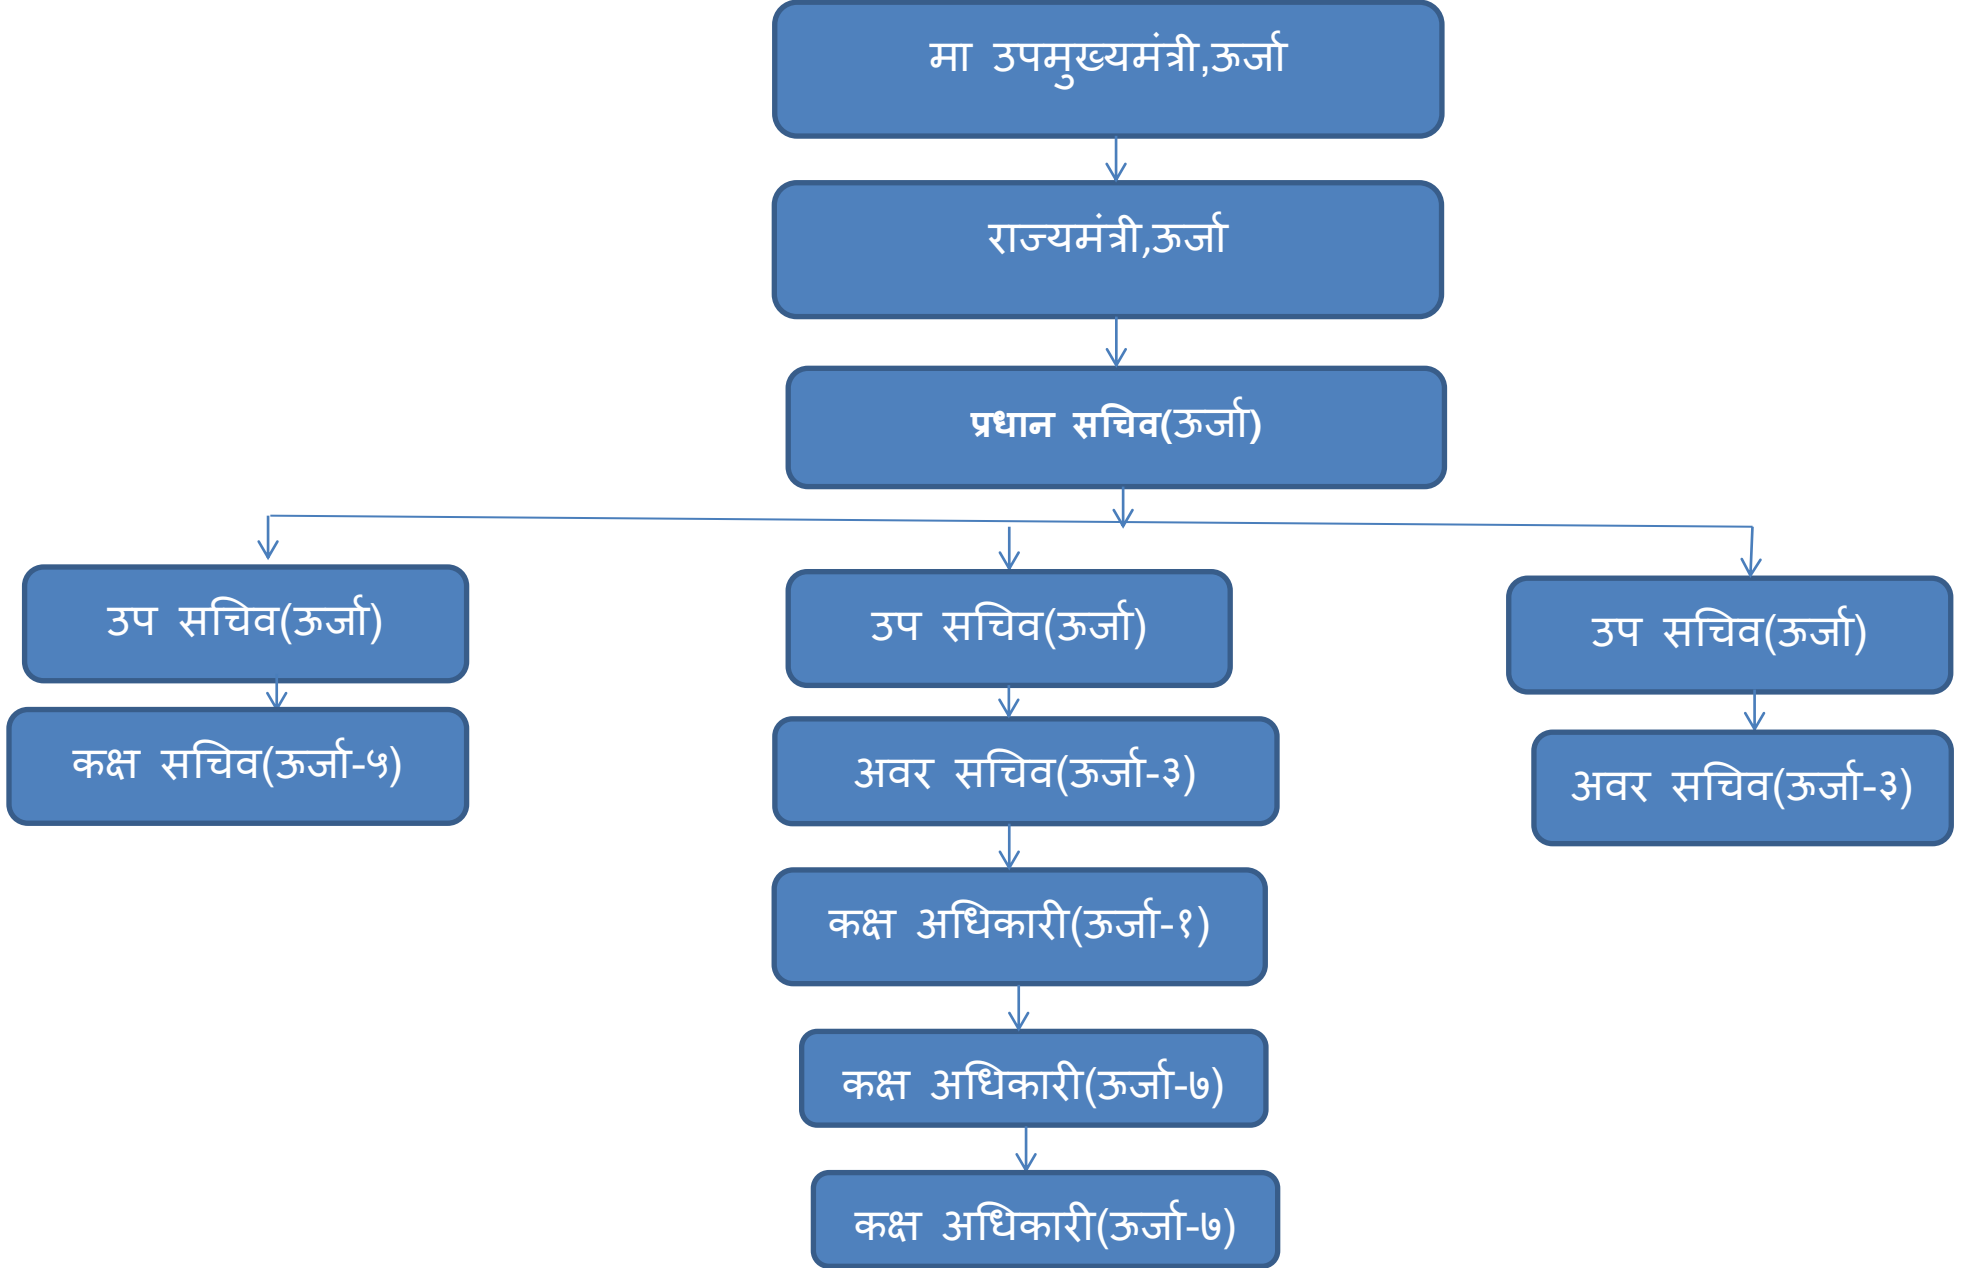 मा उपमुख्यमंत्री,ऊर्जा
राज्यमंत्री,ऊर्जा
प्रधान सचिव(ऊर्जा)
उप सचिव(ऊर्जा)
उप सचिव(ऊर्जा)
उप सचिव(ऊर्जा)
कक्ष सचिव(ऊर्जा-५)
अवर सचिव(ऊर्जा-३)
अवर सचिव(ऊर्जा-३)
कक्ष अधिकारी(ऊर्जा-१)
कक्ष अधिकारी(ऊर्जा-७)
कक्ष अधिकारी(ऊर्जा-७)